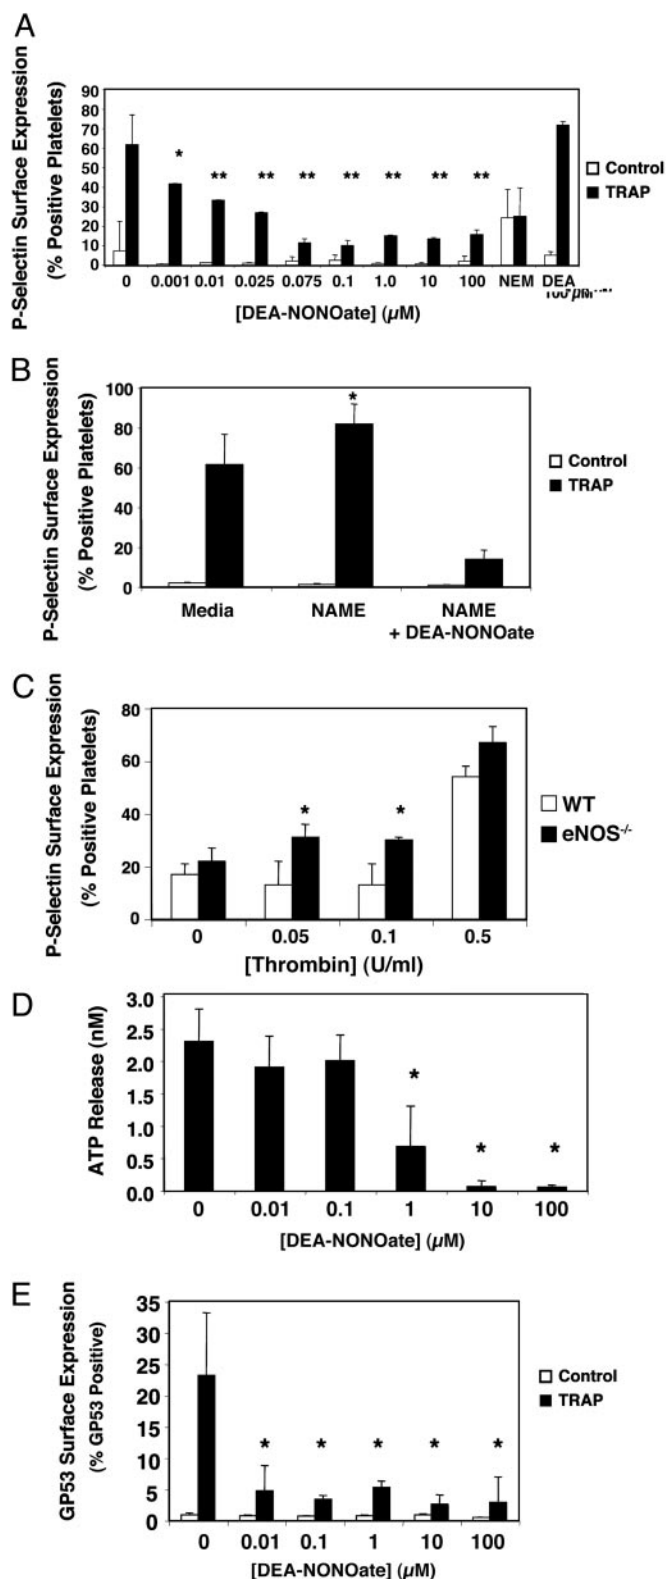 A
P-Selectin Surface Expression
(% Positive Platelets)
90
80
70
60
50
40
30
20
10
0
*
**
**
**
**
**
**
**
Control
TRAP
0 0.001 0.01 0.025 0.075 0.1 1.0 10 100 NEM DEA
[DEA-NONOate] (µM)
B
P-Selectin Surface Expression
(% Positive Platelets)
100
80
60
40
20
0
*
Control
TRAP
Media NAME NAME
+ DEA-NONOate
C
P-Selectin Surface Expression
(% Positive Platelets)
80
60
40
20
0
*
*
WT
eNOS-/-
0 0.05 0.1 0.5
[Thrombin] (U/ml)
D
ATP Release (nM)
3.0
2.5
2.0
1.5
1.0
0.5
0.0
*
*
*
0 0.01 0.1 1 10 100
[DEA-NONOate] (µM)
E
GP53 Surface Expression
(% GP53 Positive)
35
30
25
20
15
10
5
0
*
*
*
*
*
Control
TRAP
0 0.01 0.1 1 10 100
[DEA-NONOate] (µM)